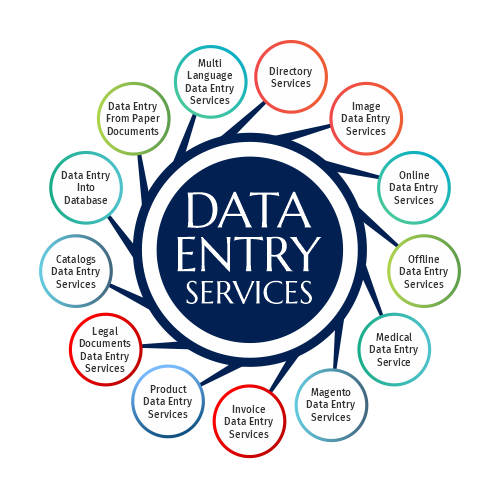 DATA
ENTRY
SERVICES
Directory
Services
Image
Data Entry
Services
Online
Data Entry
Services
Offline
Data Entry
Services
Medical
Data Entry
Service
Magento
Data Entry
Services
Invoice
Data Entry
Services
Product
Data Entry
Services
Legal
Documents
Data Entry
Services
Catalogs
Data Entry
Services
Data Entry
Into
Database
Data Entry
From Paper
Documents
Multi
Language
Data Entry
Services